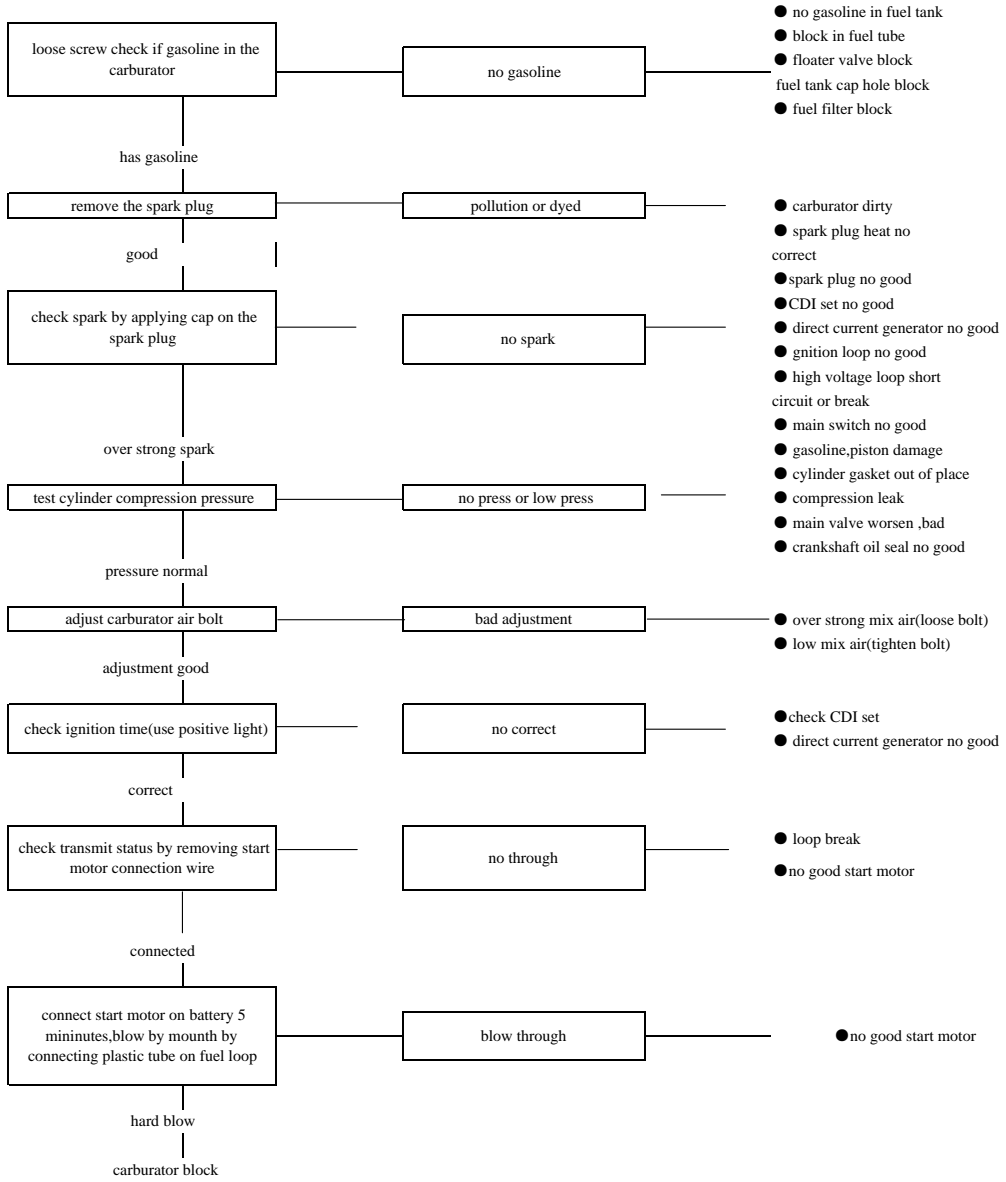 loose screw check if gasoline in the
carburator
no gasoline
● no gasoline in fuel tank
● block in fuel tube
● floater valve block
fuel tank cap hole block
● fuel filter block
has gasoline
remove the spark plug
pollution or dyed
● carburator dirty
● spark plug heat no
correct
good
check spark by applying cap on the
spark plug
no spark
●spark plug no good
●CDI set no good
● direct current generator no good
● gnition loop no good
● high voltage loop short
circuit or break
● main switch no good
over strong spark
test cylinder compression pressure
no press or low press
● gasoline,piston damage
● cylinder gasket out of place
● compression leak
● main valve worsen ,bad
● crankshaft oil seal no good
pressure normal
adjust carburator air bolt
bad adjustment
● over strong mix air(loose bolt)
● low mix air(tighten bolt)
adjustment good
check ignition time(use positive light)
no correct
●check CDI set
● direct current generator no good
correct
check transmit status by removing start
motor connection wire
no through
● loop break
●no good start motor
connected
connect start motor on battery 5
mininutes,blow by mounth by
connecting plastic tube on fuel loop
blow through
●no good start motor
hard blow
carburator block